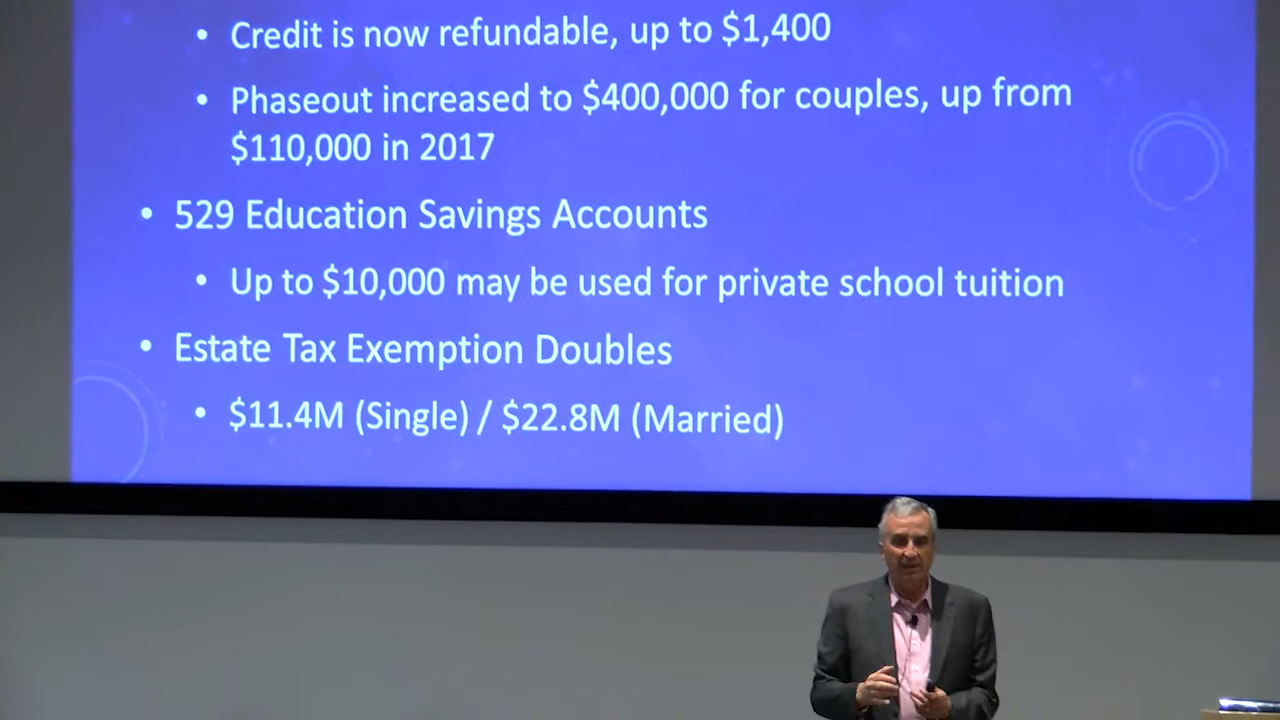 • Credit is now refundable, up to $1,400
• Phaseout increased to $400,000 for couples, up from
$110,000 in 2017
• 529 Education Savings Accounts
• Up to $10,000 may be used for private school tuition
• Estate Tax Exemption Doubles
• $11.4M (Single) / $22.8M (Married)